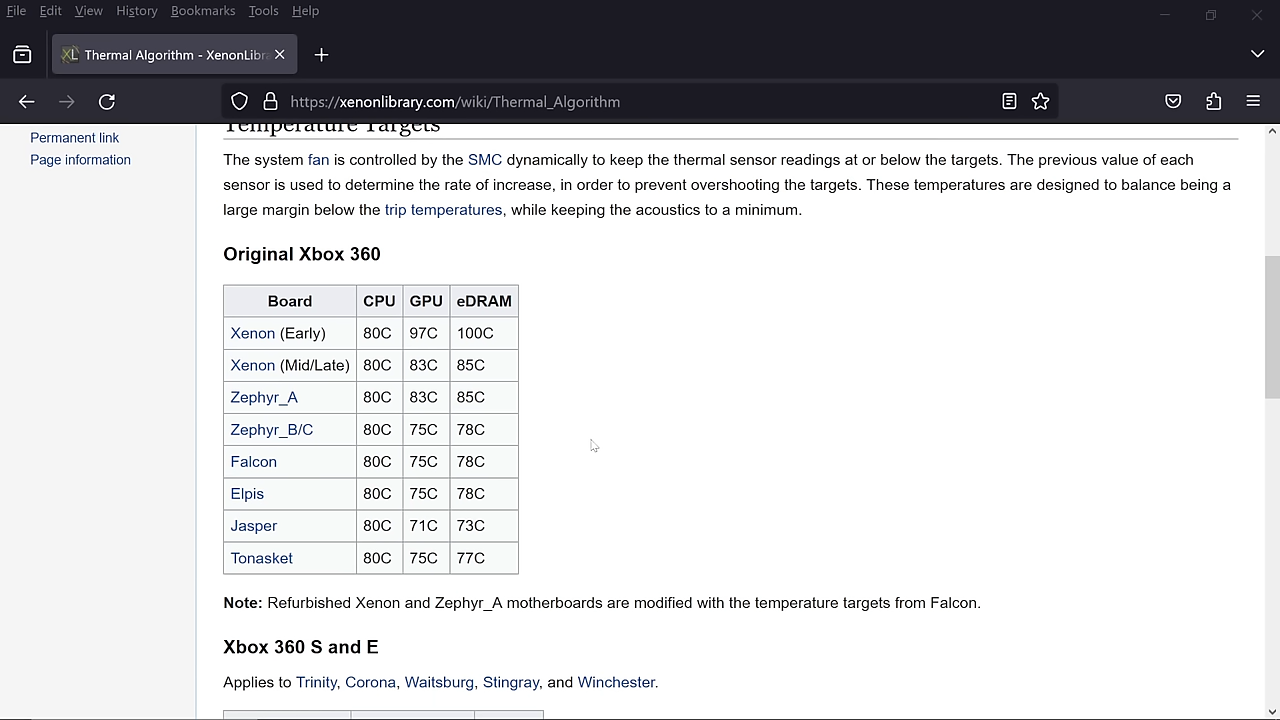 File Edit View History Bookmarks Tools Help
Thermal Algorithm - XenonLibra
https://xenonlibrary.com/wiki/Thermal_Algorithm
Permanent link
Page information
Temperature Targets
The system fan is controlled by the SMC dynamically to keep the thermal sensor readings at or below the targets. The previous value of each
sensor is used to determine the rate of increase, in order to prevent overshooting the targets. These temperatures are designed to balance being a
large margin below the trip temperatures, while keeping the acoustics to a minimum.
Original Xbox 360
Board CPU GPU eDRAM
Xenon (Early) 80C 97C 100C
Xenon (Mid/Late) 80C 83C 85C
Zephyr_A 80C 83C 85C
Zephyr_B/C 80C 75C 78C
Falcon 80C 75C 78C
Elpis 80C 75C 78C
Jasper 80C 71C 73C
Tonasket 80C 75C 77C
Note: Refurbished Xenon and Zephyr_A motherboards are modified with the temperature targets from Falcon.
Xbox 360 S and E
Applies to Trinity, Corona, Waitsburg, Stingray, and Winchester.